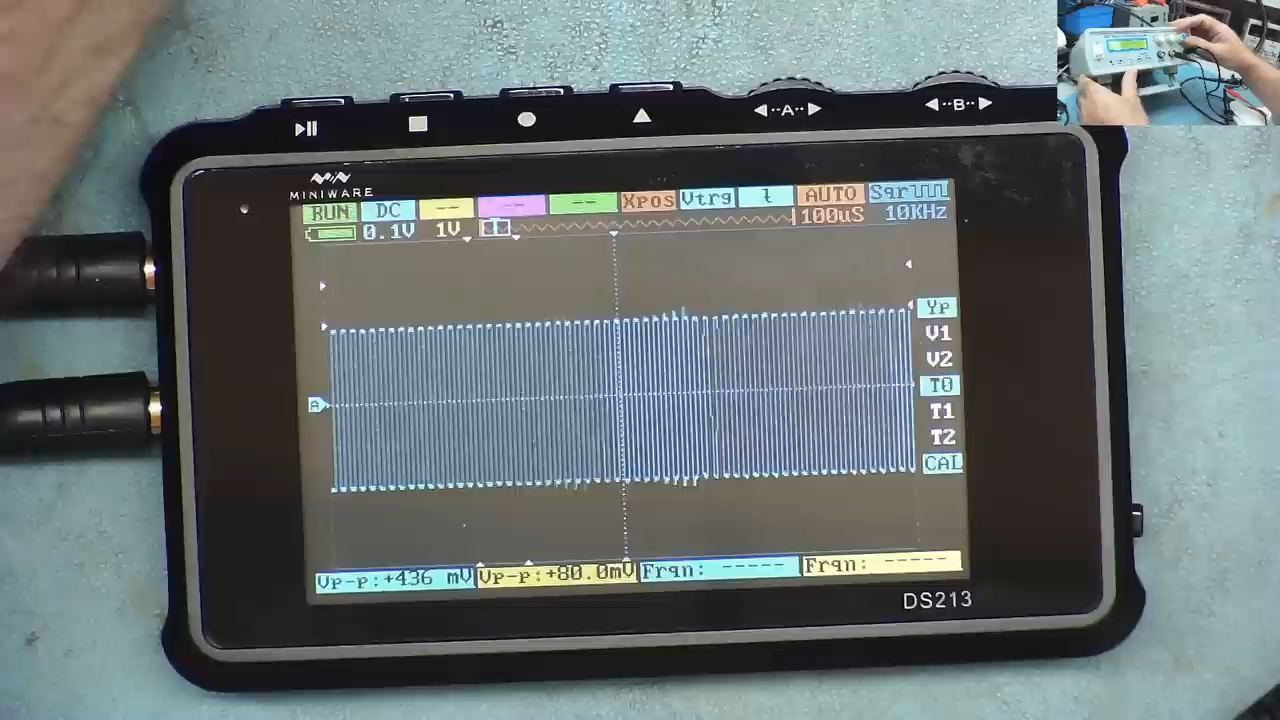 A B
MINIWARE
RUN DC -- -- -- Xpos Vtrg l AUTO Sqr
0.1V 1V 100uS 10KHz
Yp
V1
V2
A T0
T1
T2
CAL
Vp-p:+436 mV Vp-p:+80.0mV Frqn: ----- Frqn: -----
DS213